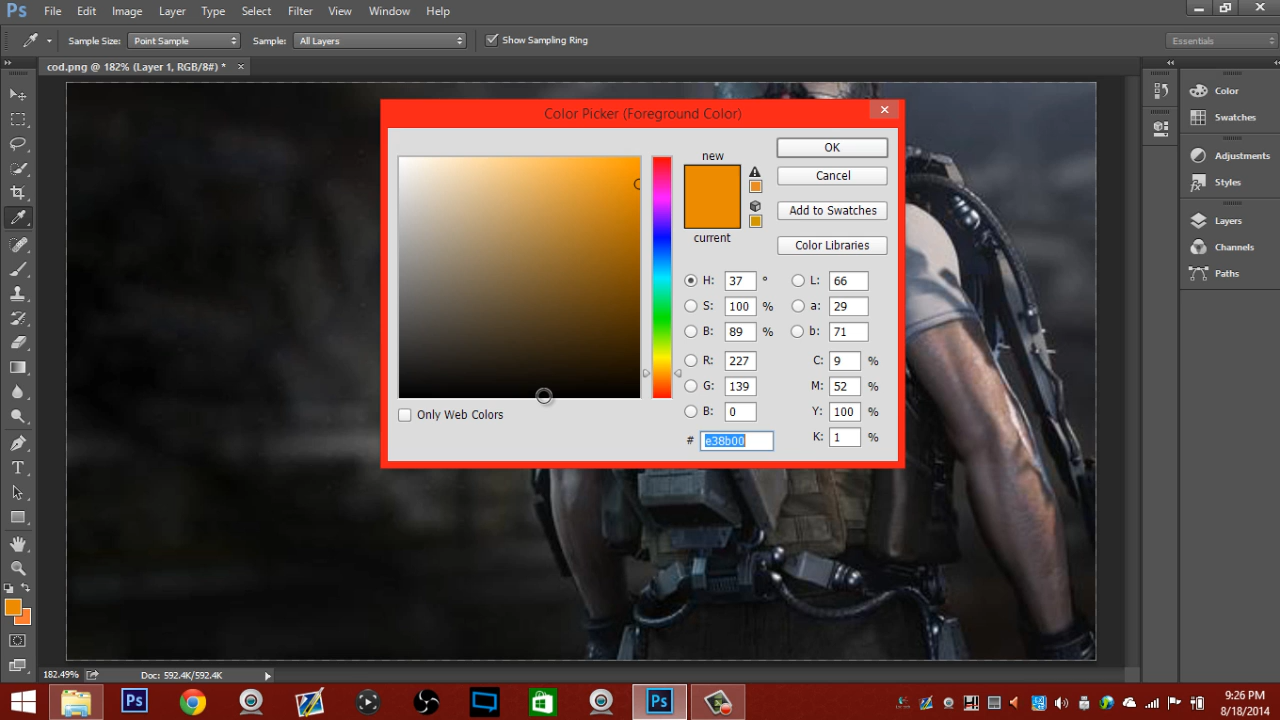 Ps File Edit Image Layer Type Select Filter View Window Help
Sample Size: Point Sample Sample: All Layers Show Sampling Ring Essentials
cod.png @ 182% (Layer 1, RGB/8#) * ×
Color Picker (Foreground Color)
new
current
OK
Cancel
Add to Swatches
Color Libraries
H: 37 °
S: 100 %
B: 89 %
R: 227
G: 139
B: 0
# e38b00
L: 66
a: 29
b: 71
C: 9 %
M: 52 %
Y: 100 %
K: 1 %
Only Web Colors
Color
Swatches
Adjustments
Styles
Layers
Channels
Paths
182.49% Doc: 592.4K/592.4K
Ps Ps
9:26 PM
8/18/2014